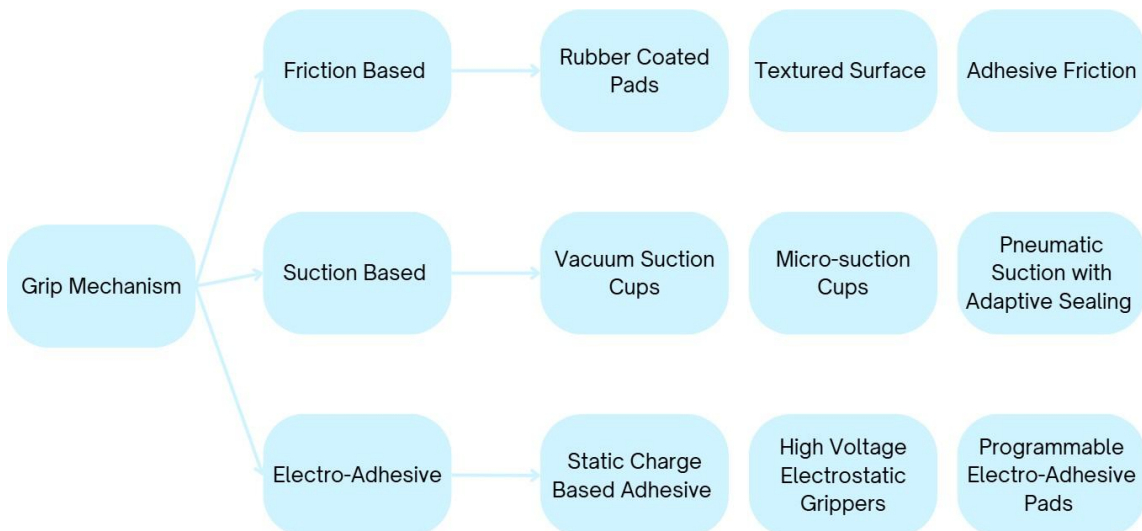 Friction Based
Rubber Coated
Pads
Textured Surface
Adhesive Friction
Grip Mechanism
Suction Based
Vacuum Suction
Cups
Micro-suction
Cups
Pneumatic
Suction with
Adaptive Sealing
Electro-Adhesive
Static Charge
Based Adhesive
High Voltage
Electrostatic
Grippers
Programmable
Electro-Adhesive
Pads